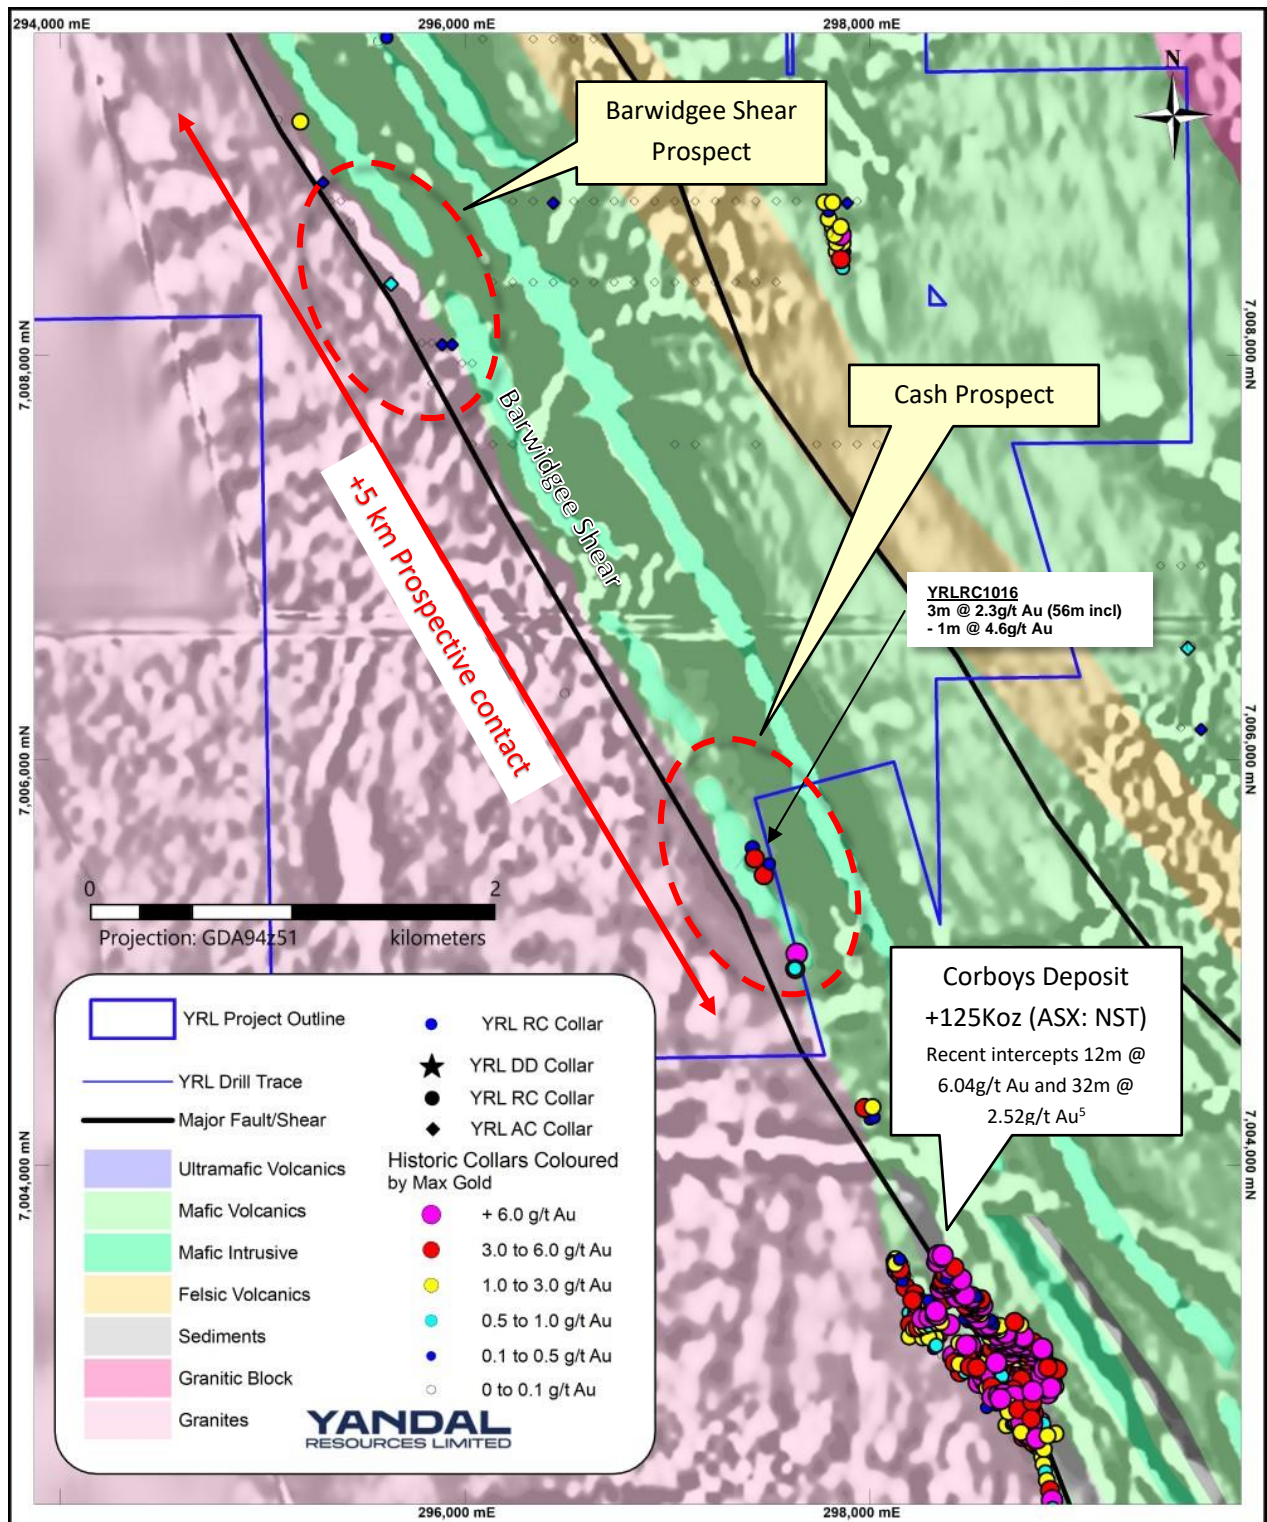 294,000 mE
296,000 mE
298,000 mE
N
Barwidgee Shear
Prospect
7,008,000 mN
7,008,000 mN
Cash Prospect
Barwidgee Shear
+5 km Prospective contact
YRLRC1016
3m @ 2.3g/t Au (56m incl)
- 1m @ 4.6g/t Au
7,006,000 mN
7,006,000 mN
0
2
Projection: GDA94z51
kilometers
Corboys Deposit
+125Koz (ASX: NST)
Recent intercepts 12m @
6.04g/t Au and 32m @
2.52g/t Au⁵
7,004,000 mN
7,004,000 mN
YRL Project Outline
YRL Drill Trace
Major Fault/Shear
Ultramafic Volcanics
Mafic Volcanics
Mafic Intrusive
Felsic Volcanics
Sediments
Granitic Block
Granites
YRL RC Collar
YRL DD Collar
YRL RC Collar
YRL AC Collar
Historic Collars Coloured
by Max Gold
+ 6.0 g/t Au
3.0 to 6.0 g/t Au
1.0 to 3.0 g/t Au
0.5 to 1.0 g/t Au
0.1 to 0.5 g/t Au
0 to 0.1 g/t Au
YANDAL
RESOURCES LIMITED
296,000 mE
298,000 mE